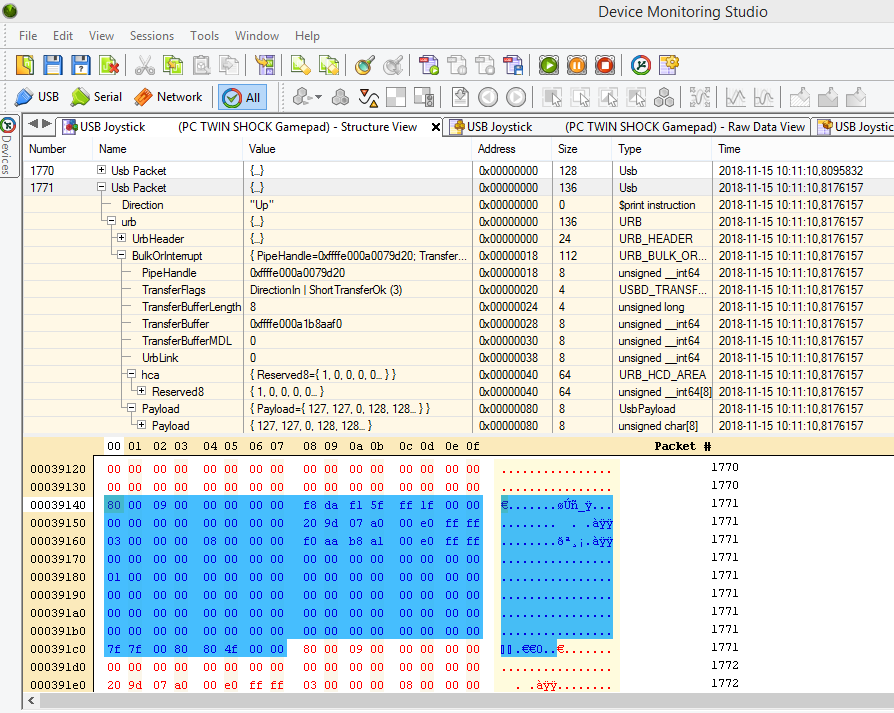 Device Monitoring Studio
File Edit View Sessions Tools Window Help
USB Serial Network All
Devices
USB Joystick (PC TWIN SHOCK Gamepad) - Structure View USB Joystick (PC TWIN SHOCK Gamepad) - Raw Data View USB Joystic
Number Name Value Address Size Type Time
1770 Usb Packet {...} 0x00000000 128 Usb 2018-11-15 10:11:10,8095832
1771 Usb Packet {...} 0x00000000 136 Usb 2018-11-15 10:11:10,8176157
Direction "Up" 0x00000000 0 $print instruction 2018-11-15 10:11:10,8176157
urb {...} 0x00000000 136 URB 2018-11-15 10:11:10,8176157
UrbHeader {...} 0x00000000 24 URB_HEADER 2018-11-15 10:11:10,8176157
BulkOrInterrupt { PipeHandle=0xffffe000a0079d20; Transfer... 0x00000018 112 URB_BULK_OR... 2018-11-15 10:11:10,8176157
PipeHandle 0xffffe000a0079d20 0x00000018 8 unsigned __int64 2018-11-15 10:11:10,8176157
TransferFlags DirectionIn | ShortTransferOk (3) 0x00000020 4 USBD_TRANSF... 2018-11-15 10:11:10,8176157
TransferBufferLength 8 0x00000024 4 unsigned long 2018-11-15 10:11:10,8176157
TransferBuffer 0xffffe000a1b8aaf0 0x00000028 8 unsigned __int64 2018-11-15 10:11:10,8176157
TransferBufferMDL 0 0x00000030 8 unsigned __int64 2018-11-15 10:11:10,8176157
UrbLink 0 0x00000038 8 unsigned __int64 2018-11-15 10:11:10,8176157
hca { Reserved8={ 1, 0, 0, 0, 0... } } 0x00000040 64 URB_HCD_AREA 2018-11-15 10:11:10,8176157
Reserved8 { 1, 0, 0, 0, 0... } 0x00000040 64 unsigned __int64[8] 2018-11-15 10:11:10,8176157
Payload { Payload={ 127, 127, 0, 128, 128... } } 0x00000080 8 UsbPayload 2018-11-15 10:11:10,8176157
Payload { 127, 127, 0, 128, 128... } 0x00000080 8 unsigned char[8] 2018-11-15 10:11:10,8176157
00 01 02 03 04 05 06 07 08 09 0a 0b 0c 0d 0e 0f Packet #
00039120 00 00 00 00 00 00 00 00 00 00 00 00 00 00 00 00 ................ 1770
00039130 00 00 00 00 00 00 00 00 00 00 00 00 00 00 00 00 ................ 1770
00039140 80 00 09 00 00 00 00 00 f8 da f1 5f ff 1f 00 00 €.......øÚñ_ÿ... 1771
00039150 00 00 00 00 00 00 00 00 20 9d 07 a0 00 e0 ff ff ........ . .àÿÿ 1771
00039160 03 00 00 00 08 00 00 00 f0 aa b8 a1 00 e0 ff ff ........ðª¸¡.àÿÿ 1771
00039170 00 00 00 00 00 00 00 00 00 00 00 00 00 00 00 00 ................ 1771
00039180 01 00 00 00 00 00 00 00 00 00 00 00 00 00 00 00 ................ 1771
00039190 00 00 00 00 00 00 00 00 00 00 00 00 00 00 00 00 ................ 1771
000391a0 00 00 00 00 00 00 00 00 00 00 00 00 00 00 00 00 ................ 1771
000391b0 00 00 00 00 00 00 00 00 00 00 00 00 00 00 00 00 ................ 1771
000391c0 7f 7f 00 80 80 4f 00 00 80 00 09 00 00 00 00 00 .€€O..€....... 1771
000391d0 00 00 00 00 00 00 00 00 00 00 00 00 00 00 00 00 ................ 1772
000391e0 20 9d 07 a0 00 e0 ff ff 03 00 00 00 08 00 00 00 . .àÿÿ........ 1772